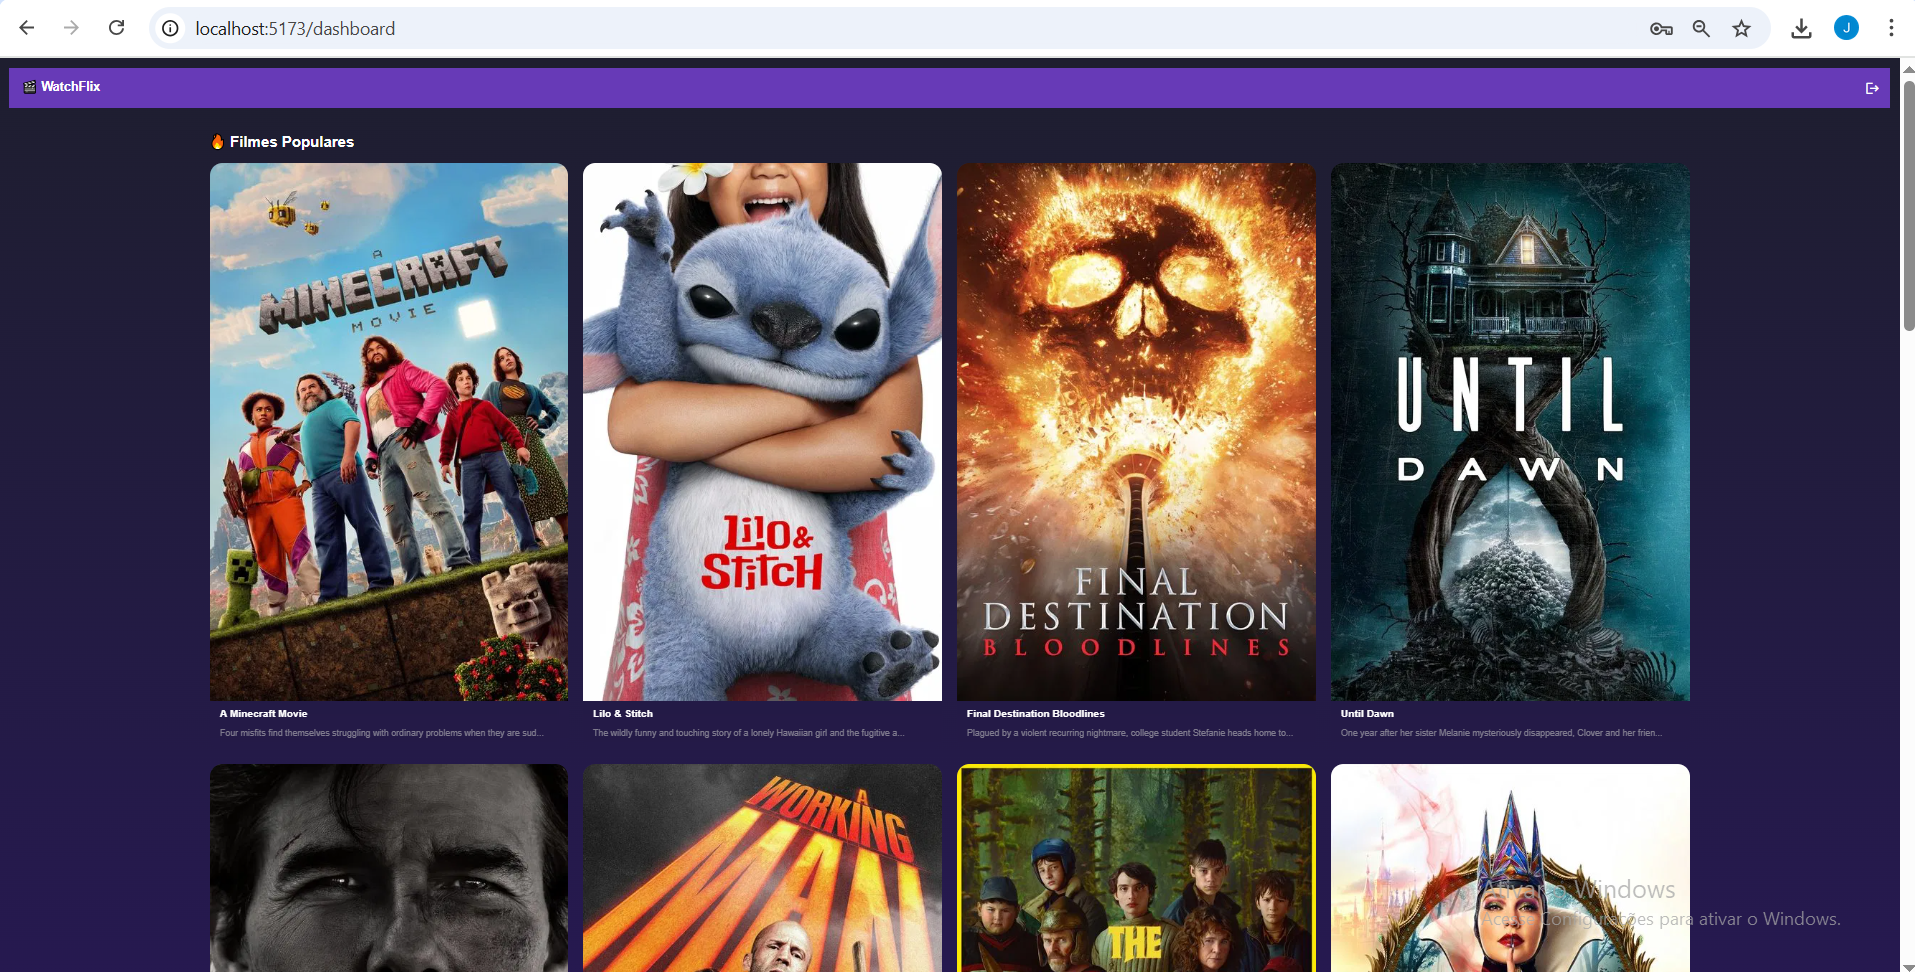 localhost:5173/dashboard
J
🎬 WatchFlix
🔥 Filmes Populares
A
MINECRAFT
MOVIE
LiLO &
STiTCH
FINAL
DESTINATION
BLOODLINES
UNTIL
DAWN
A Minecraft Movie
Four misfits find themselves struggling with ordinary problems when they are sud...
Lilo & Stitch
The wildly funny and touching story of a lonely Hawaiian girl and the fugitive a...
Final Destination Bloodlines
Plagued by a violent recurring nightmare, college student Stefanie heads home to...
Until Dawn
One year after her sister Melanie mysteriously disappeared, Clover and her frien...
A
WORKING
MAN
THE
Ativar o Windows
Acesse Configurações para ativar o Windows.